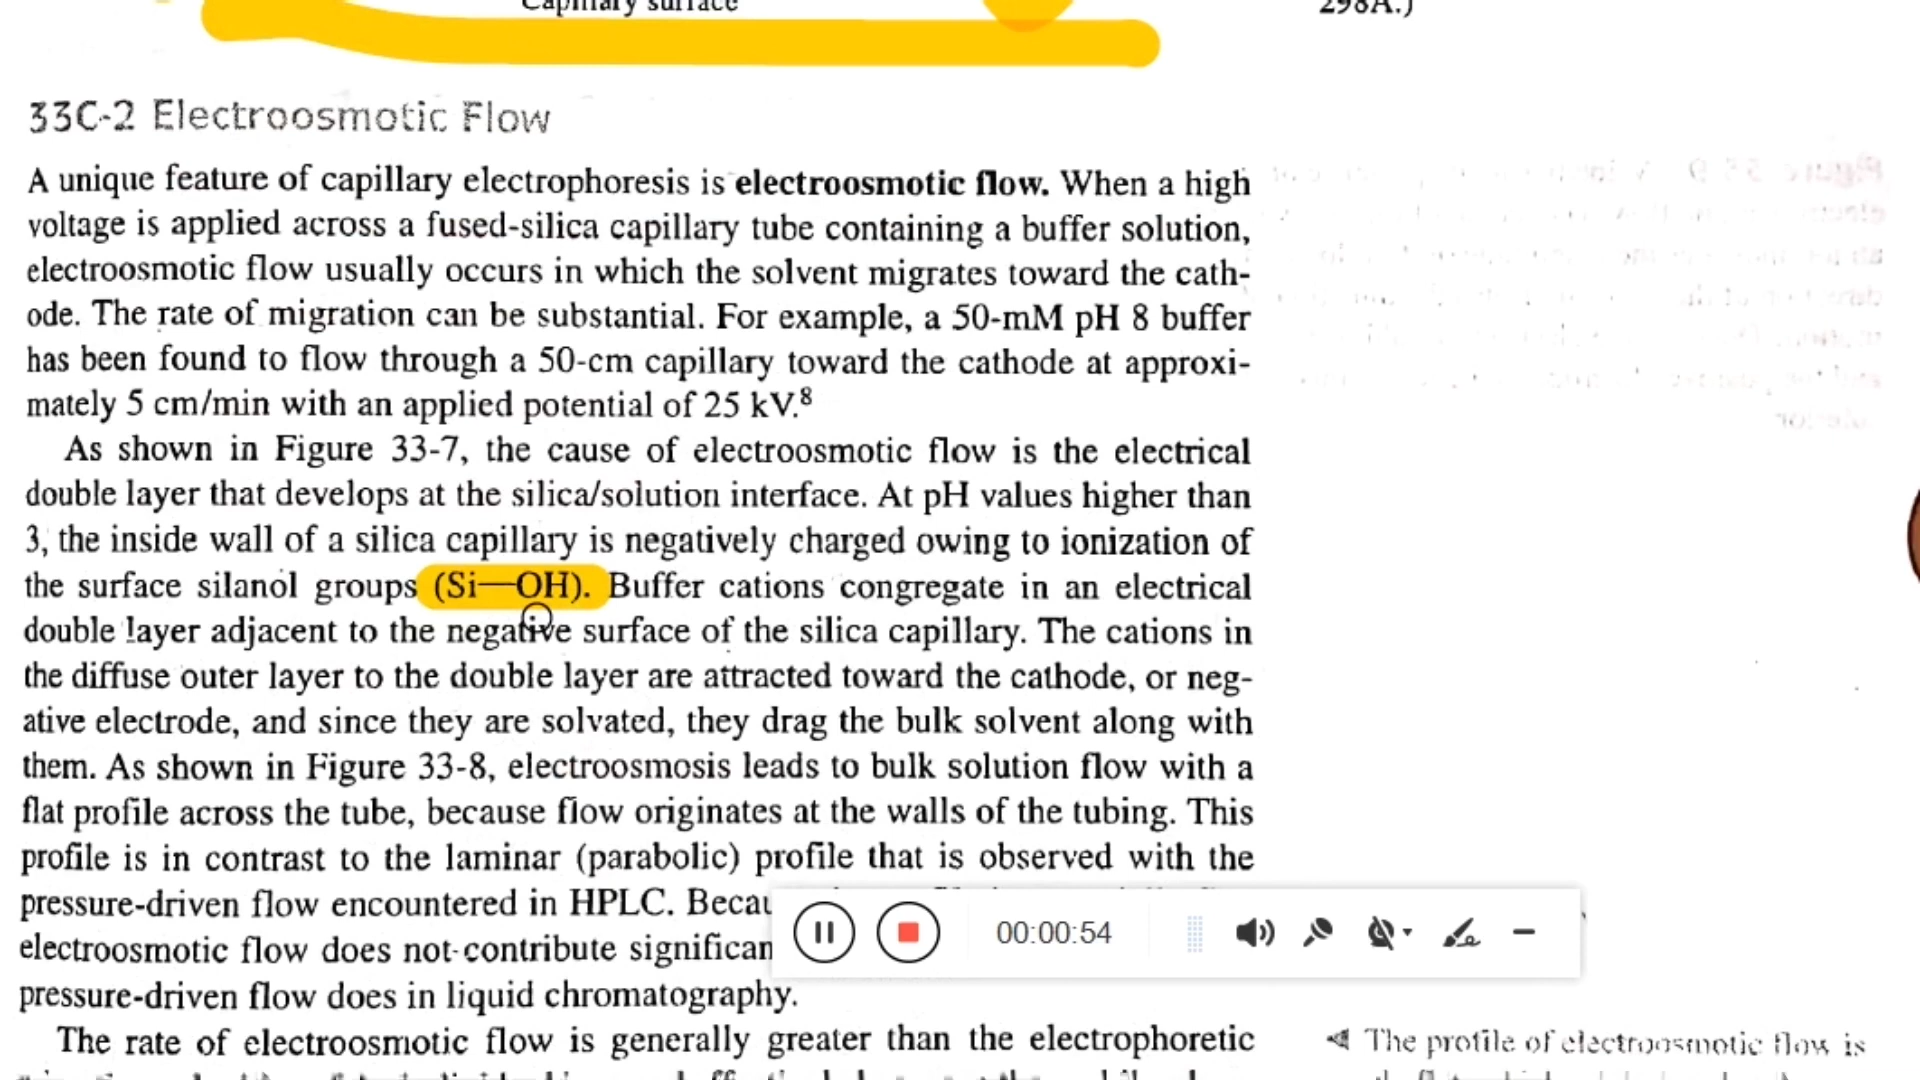 Capillary surface
298A.)
33C-2 Electroosmotic Flow
A unique feature of capillary electrophoresis is electroosmotic flow. When a high
voltage is applied across a fused-silica capillary tube containing a buffer solution,
electroosmotic flow usually occurs in which the solvent migrates toward the cath-
ode. The rate of migration can be substantial. For example, a 50-mM pH 8 buffer
has been found to flow through a 50-cm capillary toward the cathode at approxi-
mately 5 cm/min with an applied potential of 25 kV.⁸
As shown in Figure 33-7, the cause of electroosmotic flow is the electrical
double layer that develops at the silica/solution interface. At pH values higher than
3, the inside wall of a silica capillary is negatively charged owing to ionization of
the surface silanol groups (Si—OH). Buffer cations congregate in an electrical
double layer adjacent to the negative surface of the silica capillary. The cations in
the diffuse outer layer to the double layer are attracted toward the cathode, or neg-
ative electrode, and since they are solvated, they drag the bulk solvent along with
them. As shown in Figure 33-8, electroosmosis leads to bulk solution flow with a
flat profile across the tube, because flow originates at the walls of the tubing. This
profile is in contrast to the laminar (parabolic) profile that is observed with the
pressure-driven flow encountered in HPLC. Becau
electroosmotic flow does not contribute significan
pressure-driven flow does in liquid chromatography.
00:00:54
The rate of electroosmotic flow is generally greater than the electrophoretic
The profile of electroosmotic flow is